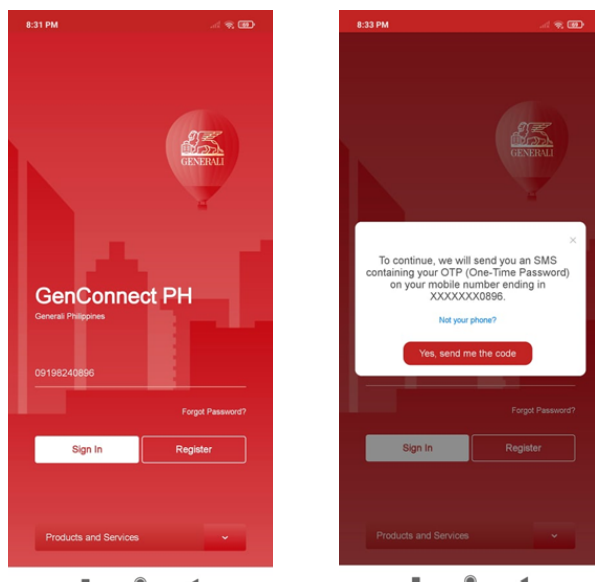 8:31 PM
GENERALI
GenConnect PH
Generali Philippines
09198240896
Forgot Password?
Sign In
Register
Products and Services
8:33 PM
GENERALI
To continue, we will send you an SMS
containing your OTP (One-Time Password)
on your mobile number ending in
XXXXXXX0896.
Not your phone?
Yes, send me the code
Forgot Password?
Sign In
Register
Products and Services